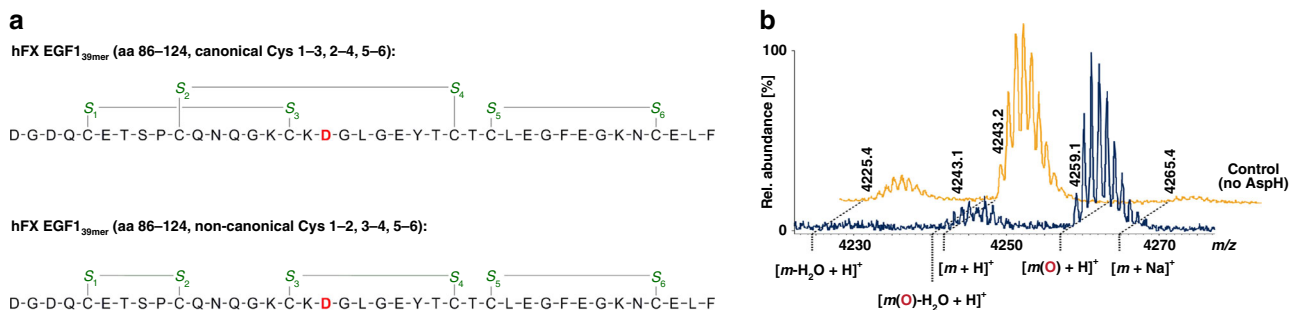 a
hFX EGF139mer (aa 86–124, canonical Cys 1–3, 2–4, 5–6):
S2 S4
S1 S3 S5 S6
D-G-D-Q-C-E-T-S-P-C-Q-N-Q-G-K-C-K-D-G-L-G-E-Y-T-C-T-C-L-E-G-F-E-G-K-N-C-E-L-F
hFX EGF139mer (aa 86–124, non-canonical Cys 1–2, 3–4, 5–6):
S1 S2 S3 S4 S5 S6
D-G-D-Q-C-E-T-S-P-C-Q-N-Q-G-K-C-K-D-G-L-G-E-Y-T-C-T-C-L-E-G-F-E-G-K-N-C-E-L-F
b
Rel. abundance [%]
100
0
4225.4
4243.1
4243.2
4259.1
4265.4
Control
(no AspH)
4230 4250 4270 m/z
[m-H2O + H]+ [m + H]+ [m(O) + H]+ [m + Na]+
[m(O)-H2O + H]+